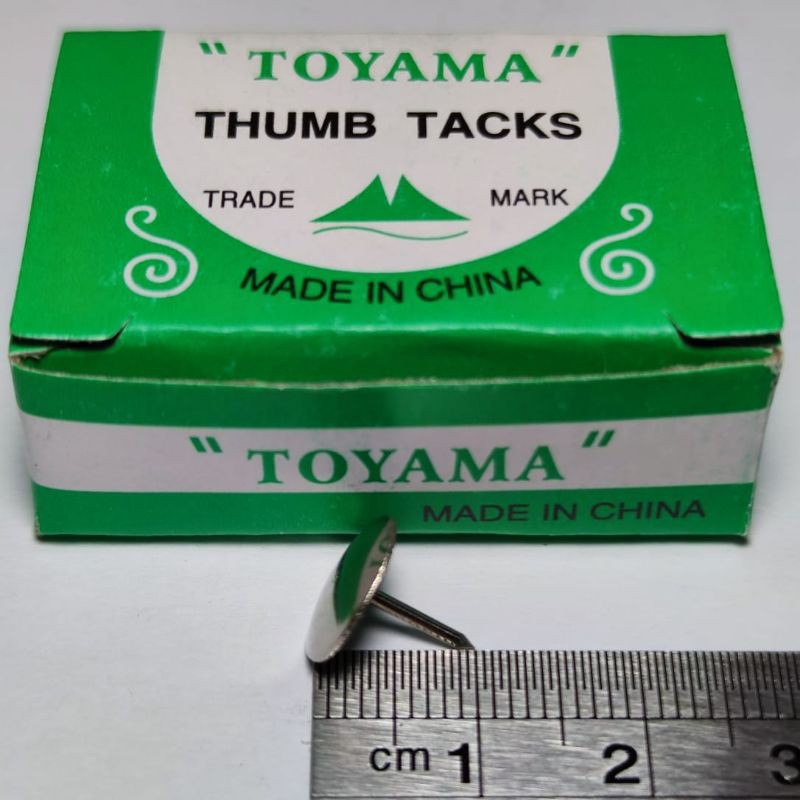 " TOYAMA "
THUMB TACKS
TRADE MARK
MADE IN CHINA
" TOYAMA "
MADE IN CHINA
cm 1 2 3